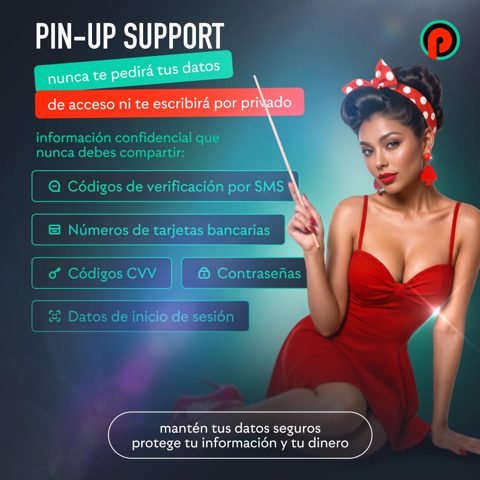 PIN-UP SUPPORT
nunca te pedirá tus datos
de acceso ni te escribirá por privado
información confidencial que
nunca debes compartir:
Códigos de verificación por SMS
Números de tarjetas bancarias
Códigos CVV
Contraseñas
Datos de inicio de sesión
mantén tus datos seguros
protege tu información y tu dinero